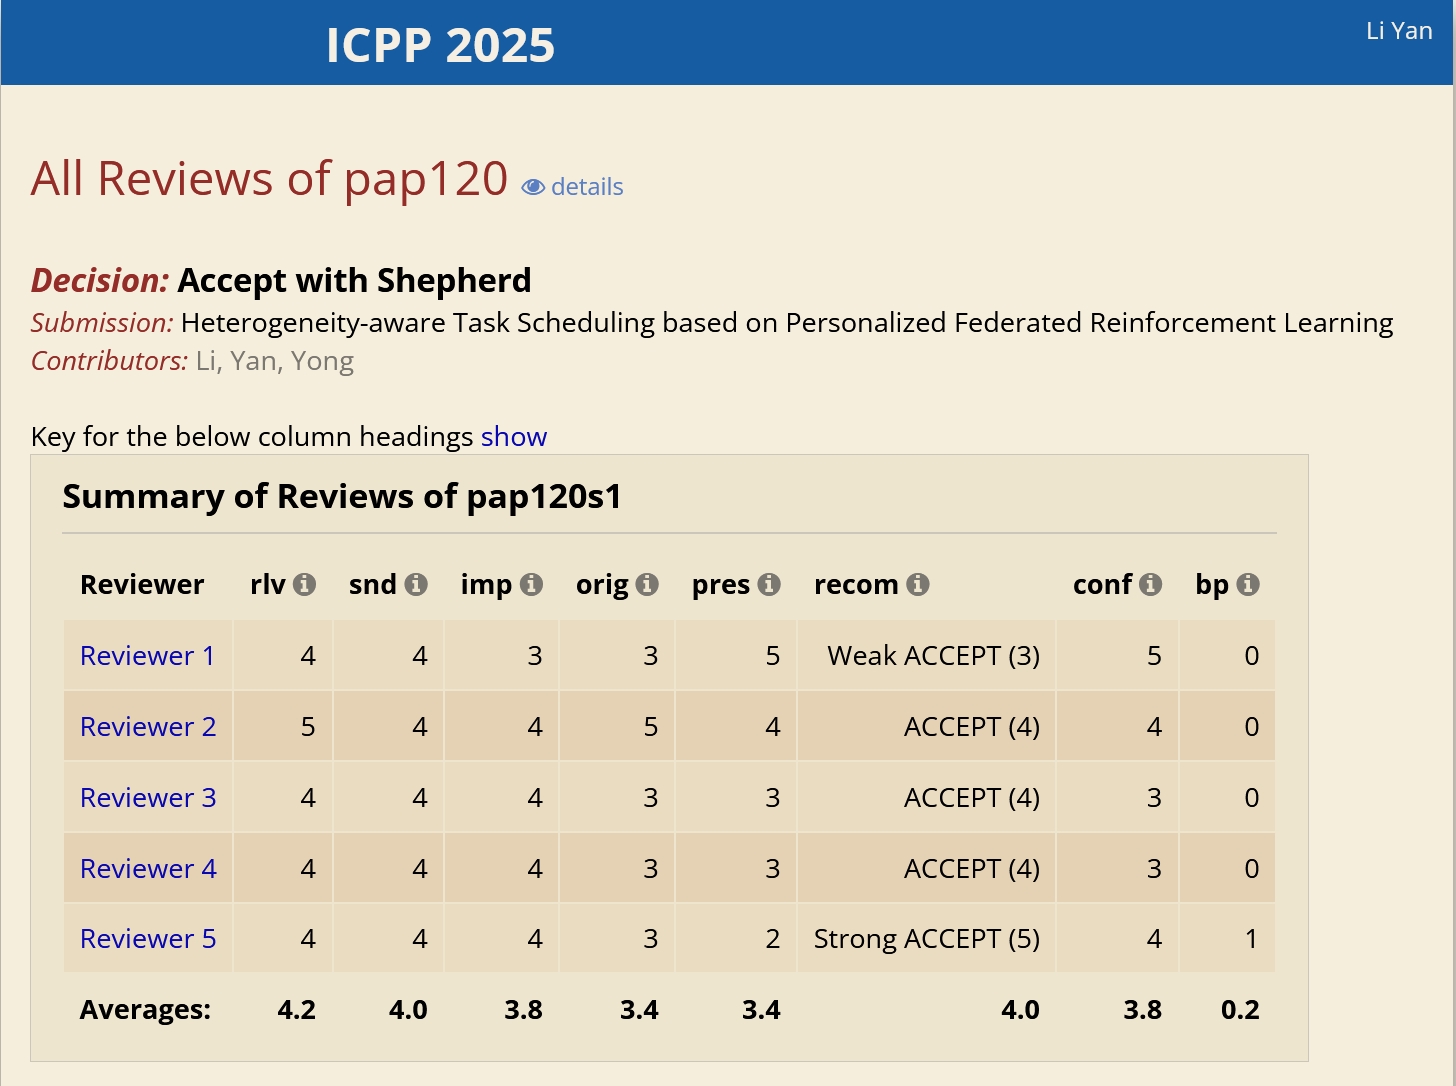 ICPP 2025
Li Yan
All Reviews of pap120 details
Decision: Accept with Shepherd
Submission: Heterogeneity-aware Task Scheduling based on Personalized Federated Reinforcement Learning
Contributors: Li, Yan, Yong
Key for the below column headings show
Summary of Reviews of pap120s1
Reviewer rlv snd imp orig pres recom conf bp
Reviewer 1 4 4 3 3 5 Weak ACCEPT (3) 5 0
Reviewer 2 5 4 4 5 4 ACCEPT (4) 4 0
Reviewer 3 4 4 4 3 3 ACCEPT (4) 3 0
Reviewer 4 4 4 4 3 3 ACCEPT (4) 3 0
Reviewer 5 4 4 4 3 2 Strong ACCEPT (5) 4 1
Averages: 4.2 4.0 3.8 3.4 3.4 4.0 3.8 0.2